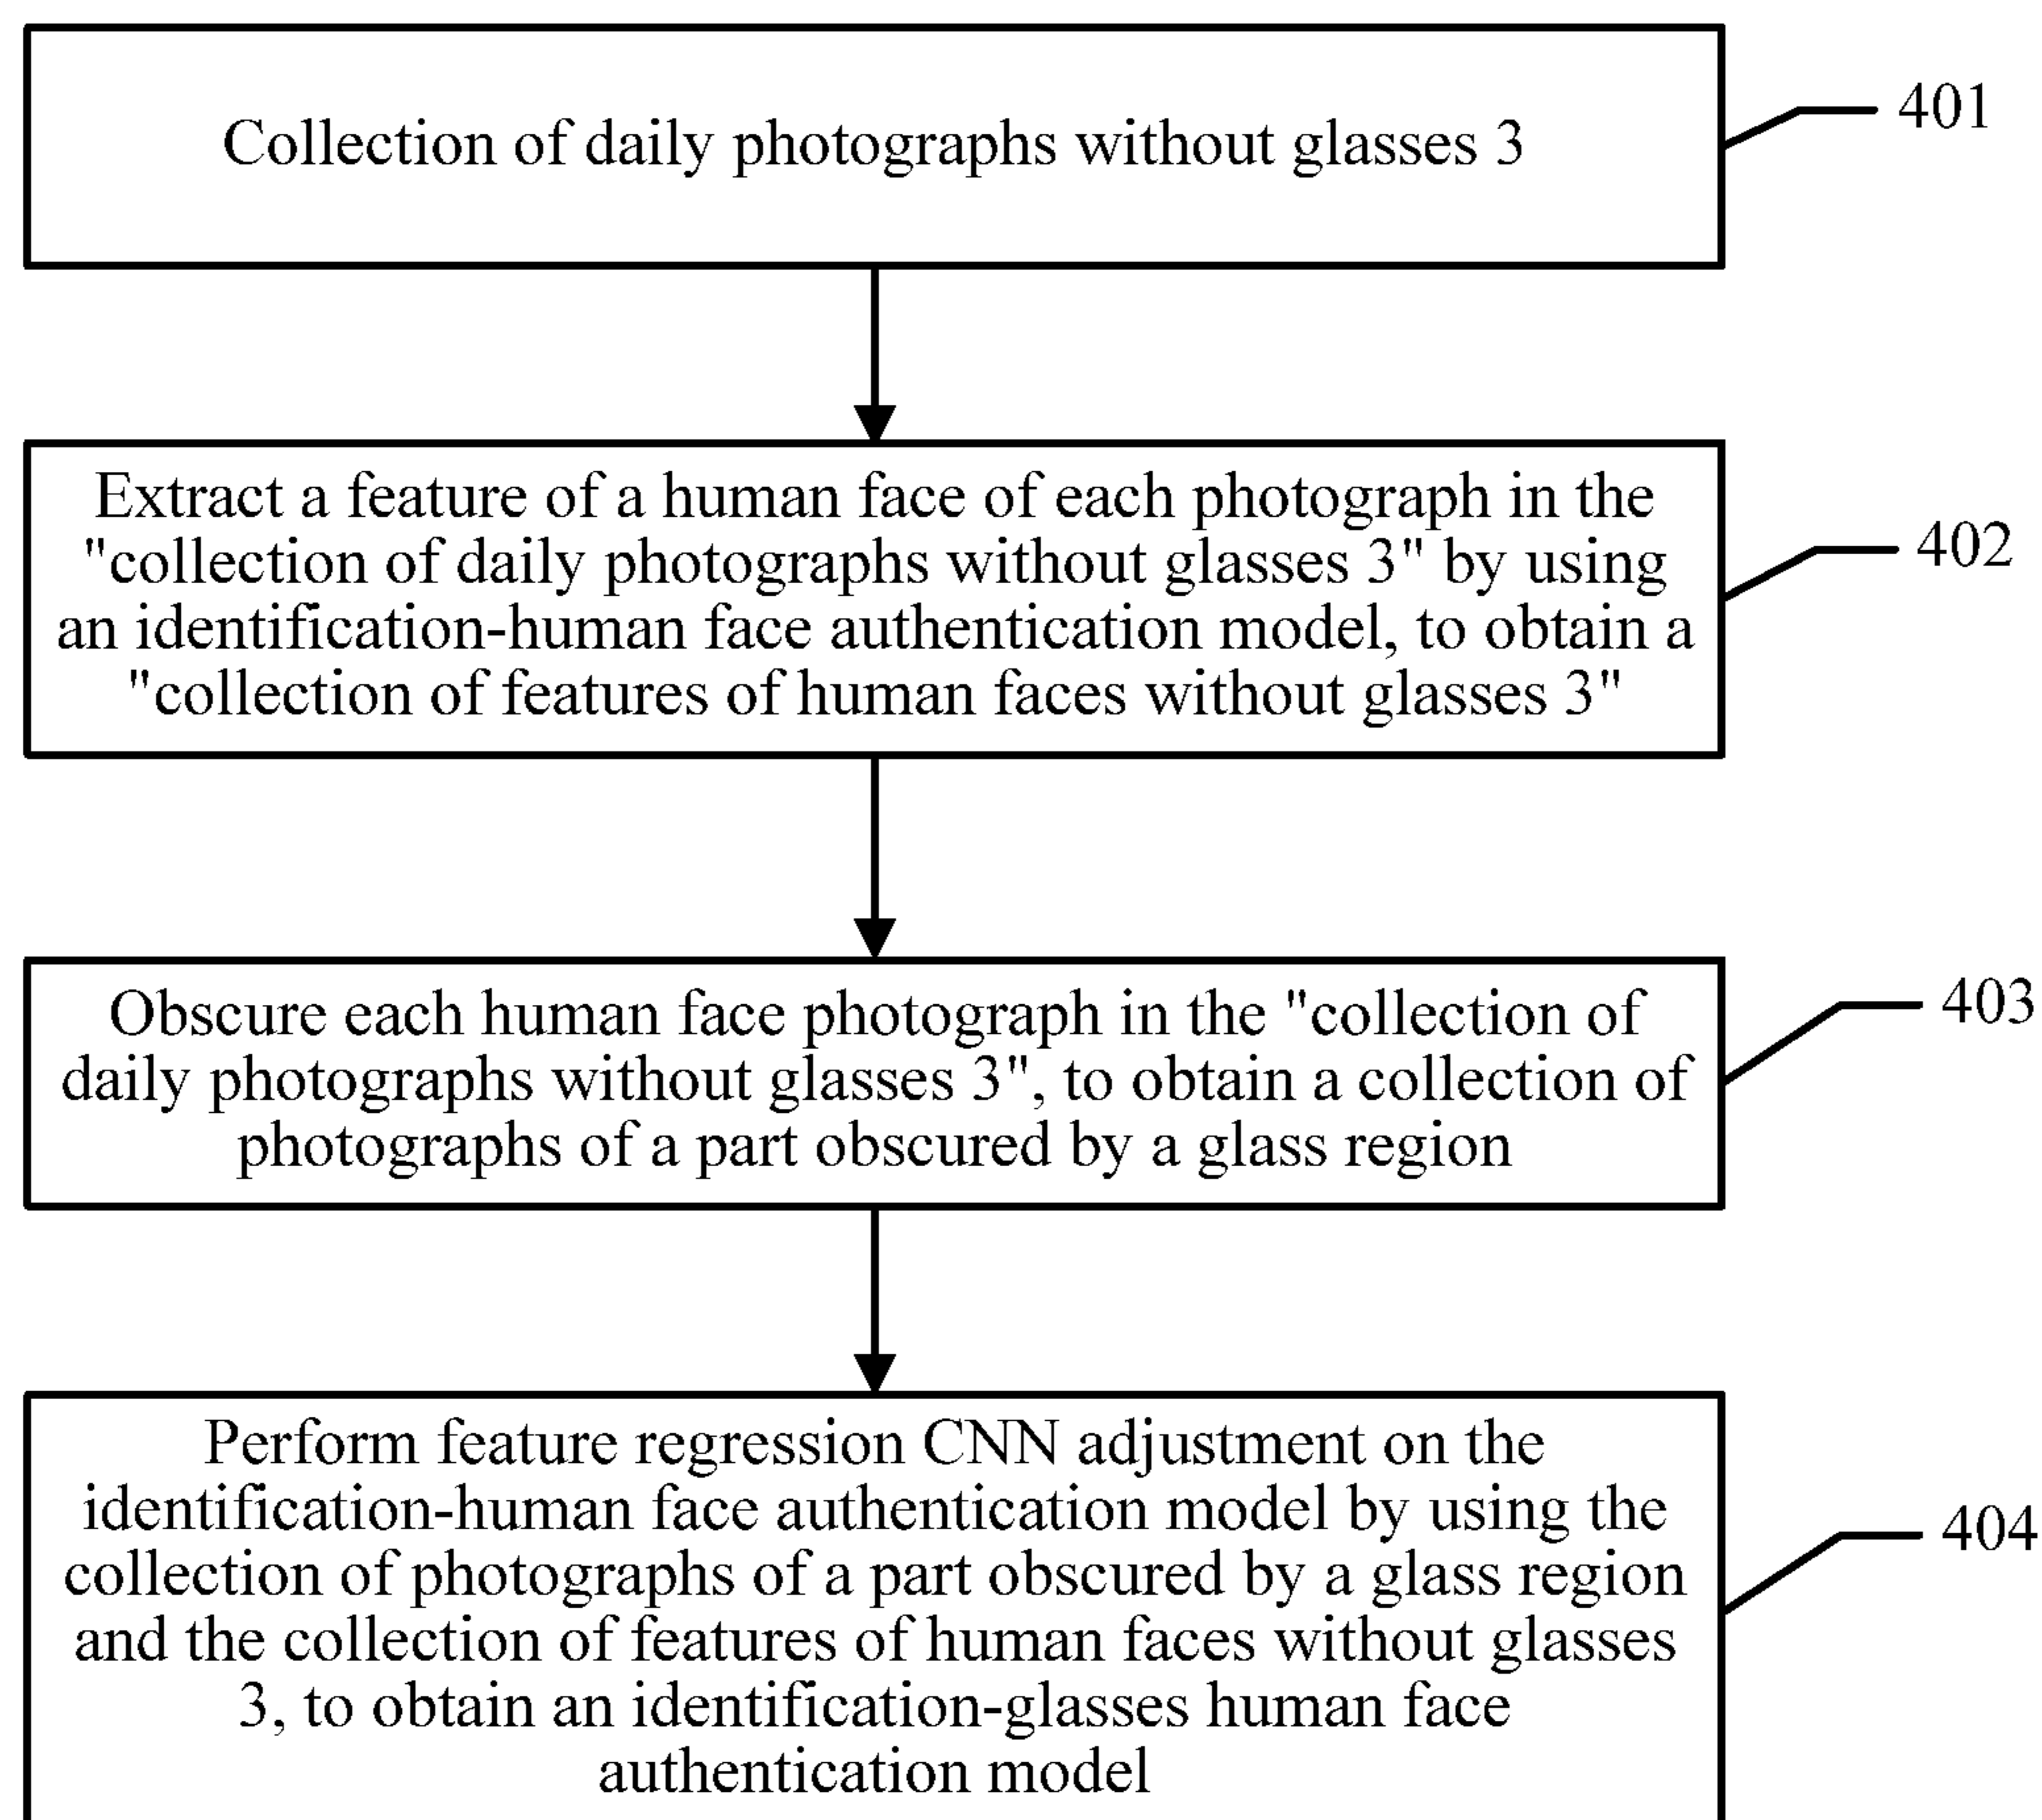 Collection of daily photographs without glasses 3
401
Extract a feature of a human face of each photograph in the
"collection of daily photographs without glasses 3" by using
an identification-human face authentication model, to obtain a
"collection of features of human faces without glasses 3"
402
Obscure each human face photograph in the "collection of
daily photographs without glasses 3", to obtain a collection of
photographs of a part obscured by a glass region
403
Perform feature regression CNN adjustment on the
identification-human face authentication model by using the
collection of photographs of a part obscured by a glass region
and the collection of features of human faces without glasses
3, to obtain an identification-glasses human face
authentication model
404